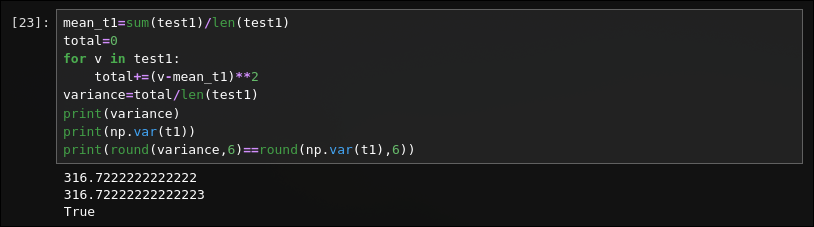 [23]: mean_t1=sum(test1)/len(test1)
total=0
for v in test1:
    total+=(v-mean_t1)**2
variance=total/len(test1)
print(variance)
print(np.var(t1))
print(round(variance,6)==round(np.var(t1),6))
316.7222222222222
316.72222222222223
True